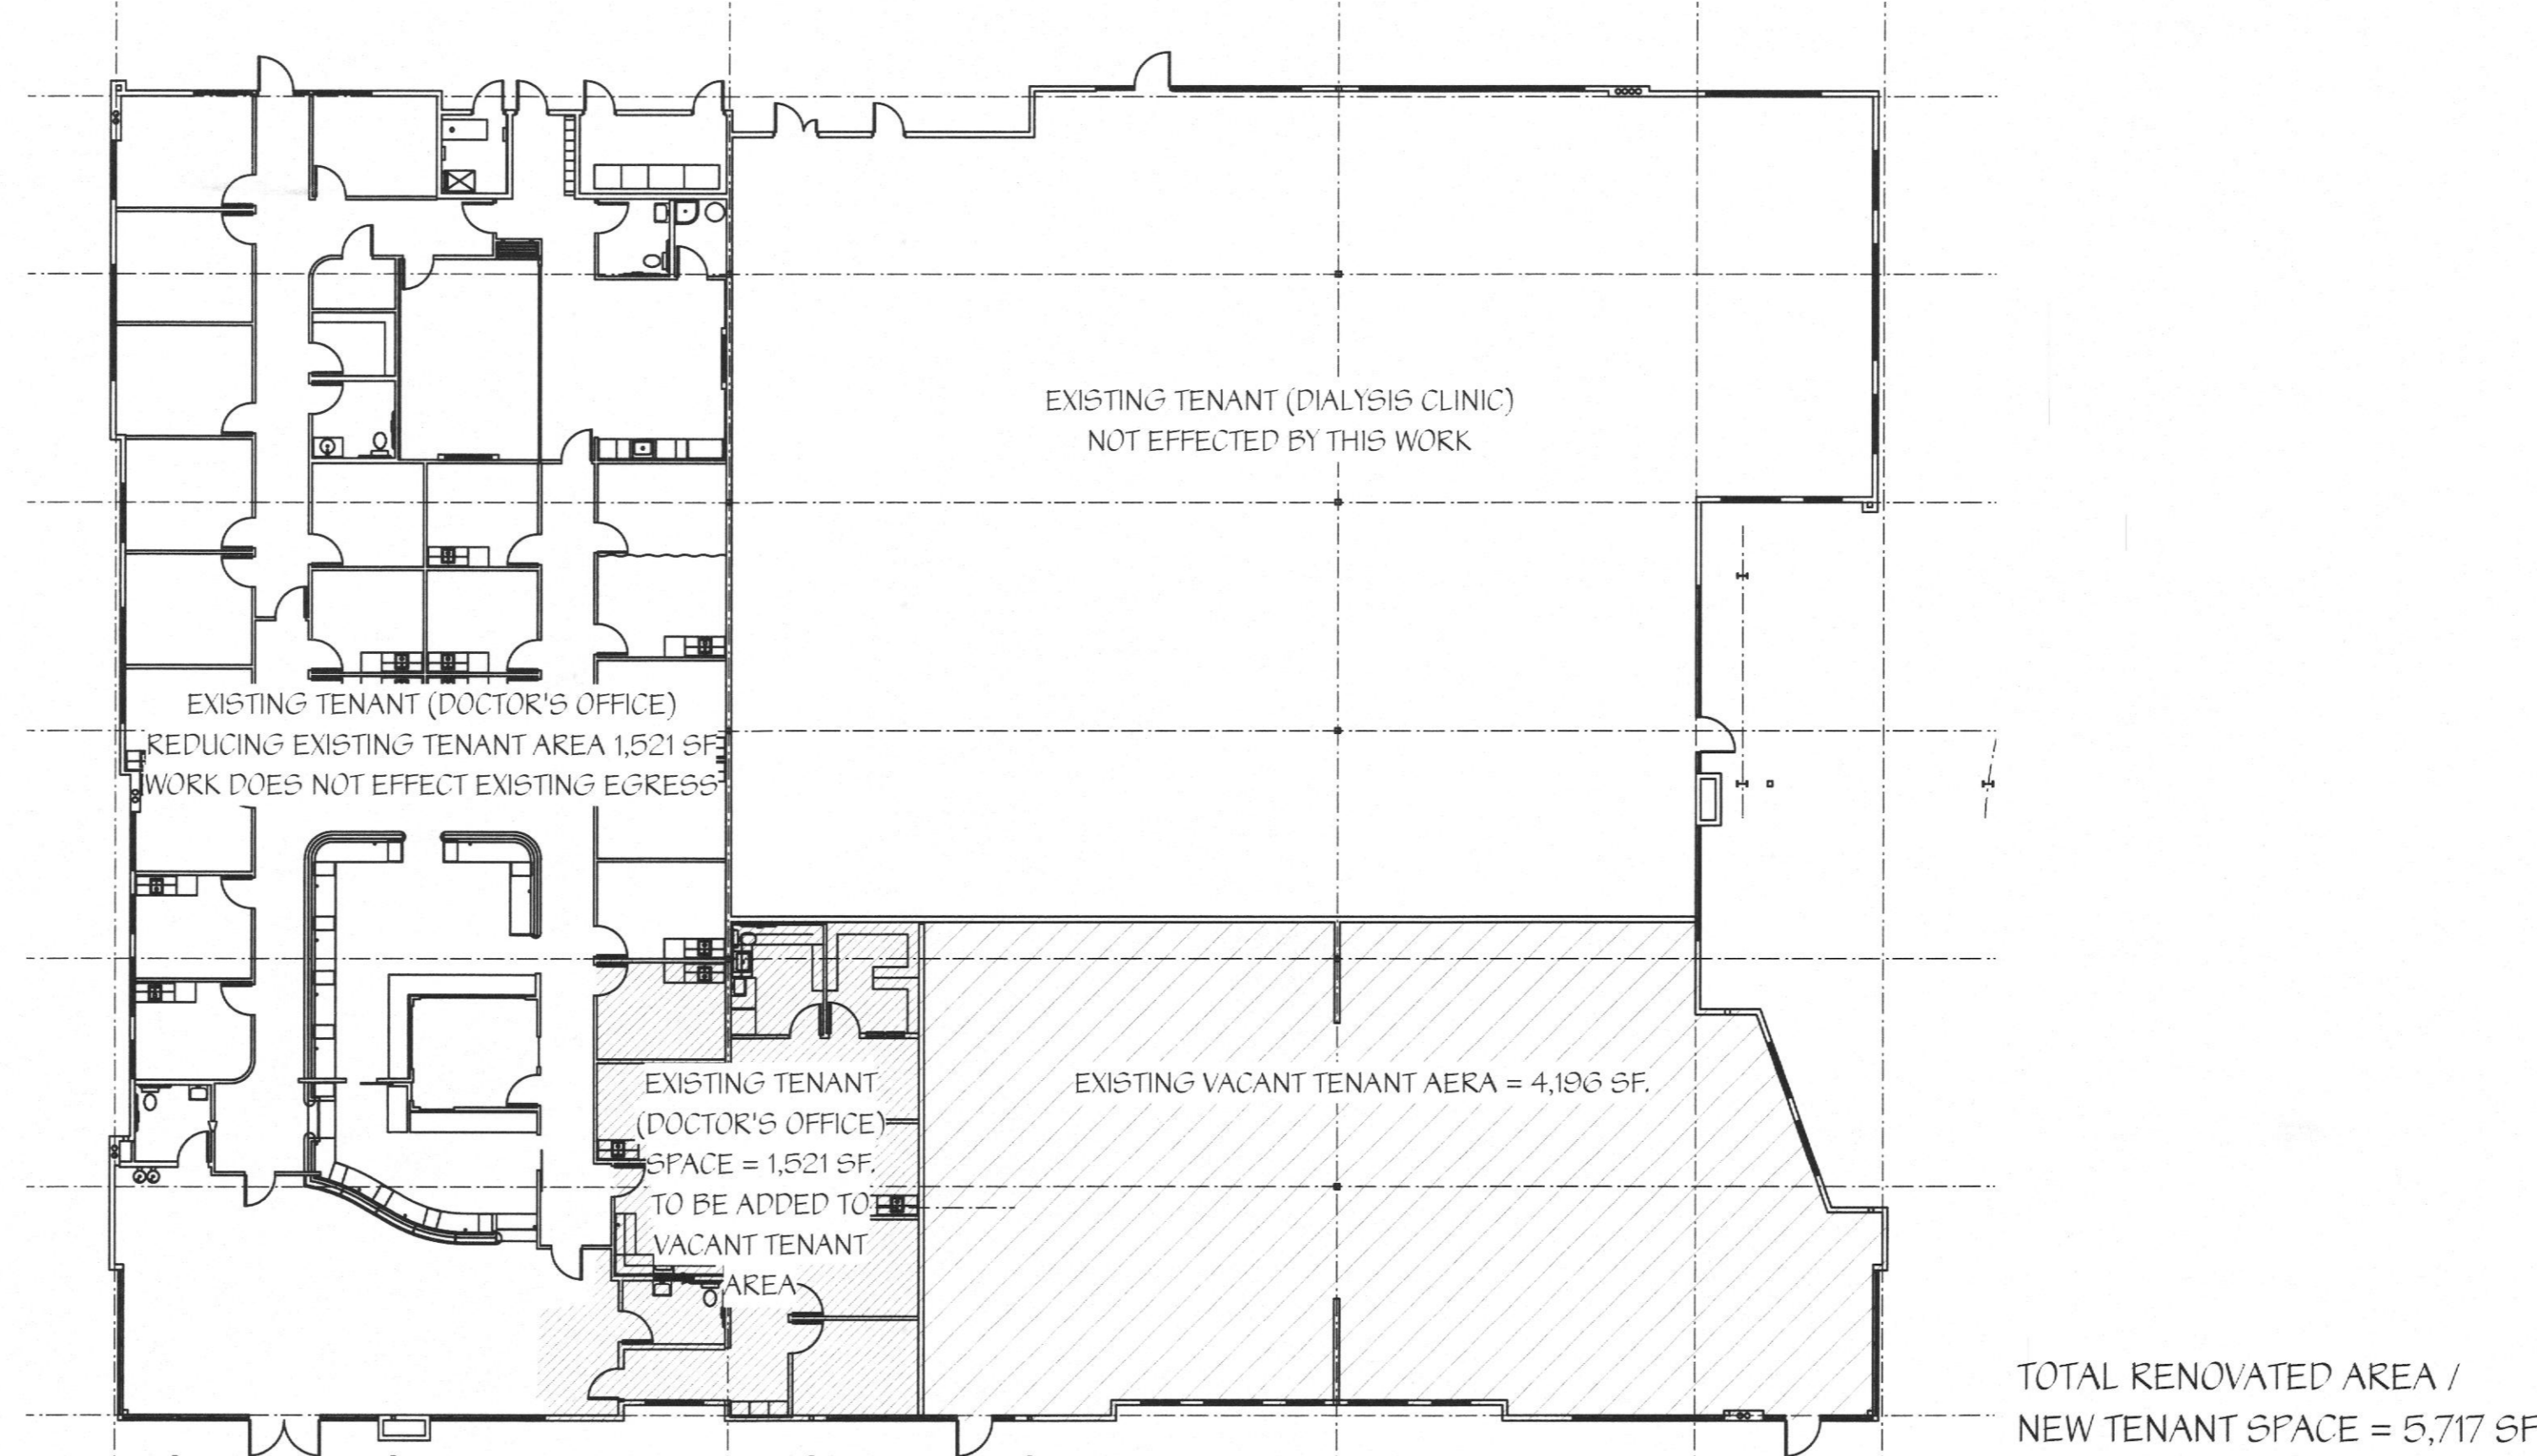 EXISTING TENANT (DIALYSIS CLINIC)
NOT EFFECTED BY THIS WORK
EXISTING TENANT (DOCTOR'S OFFICE)
REDUCING EXISTING TENANT AREA 1,521 SF
WORK DOES NOT EFFECT EXISTING EGRESS
EXISTING TENANT
(DOCTOR'S OFFICE)
SPACE = 1,521 SF.
TO BE ADDED TO
VACANT TENANT
AREA
EXISTING VACANT TENANT AERA = 4,196 SF.
TOTAL RENOVATED AREA /
NEW TENANT SPACE = 5,717 SF